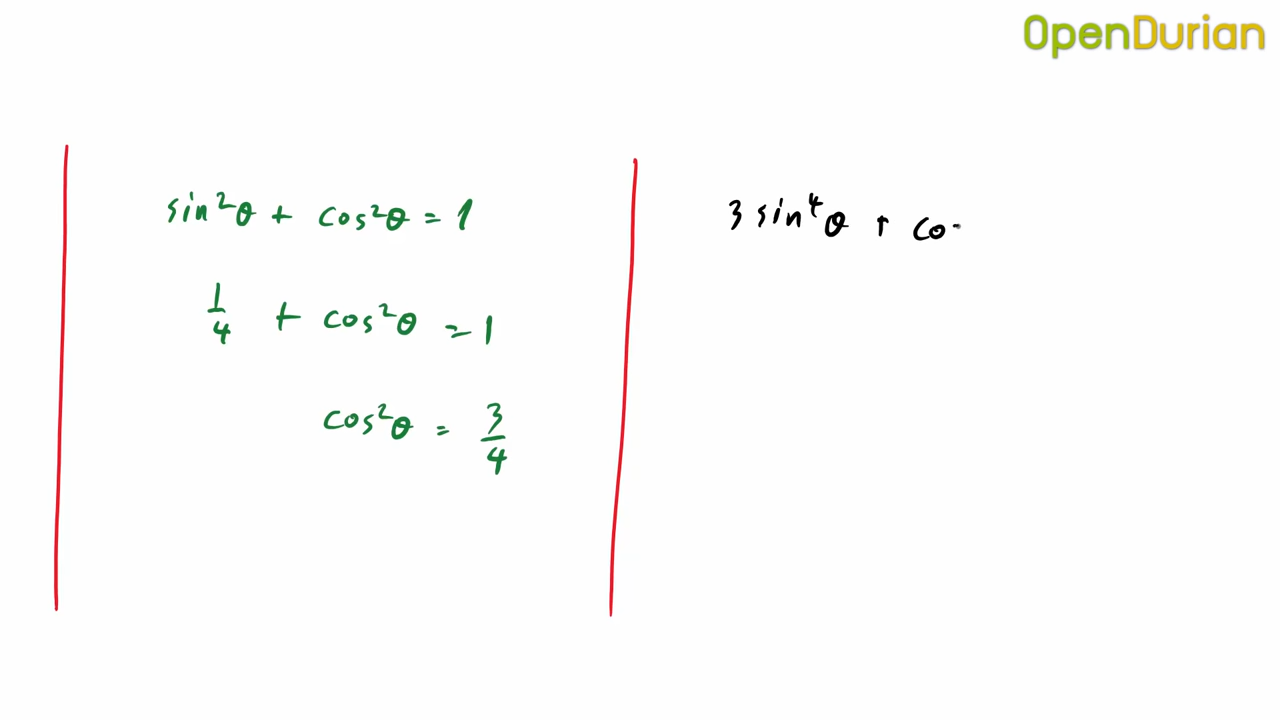 OpenDurian
sin²θ + cos²θ = 1
1/4 + cos²θ = 1
cos²θ = 3/4
3 sin⁴θ + co